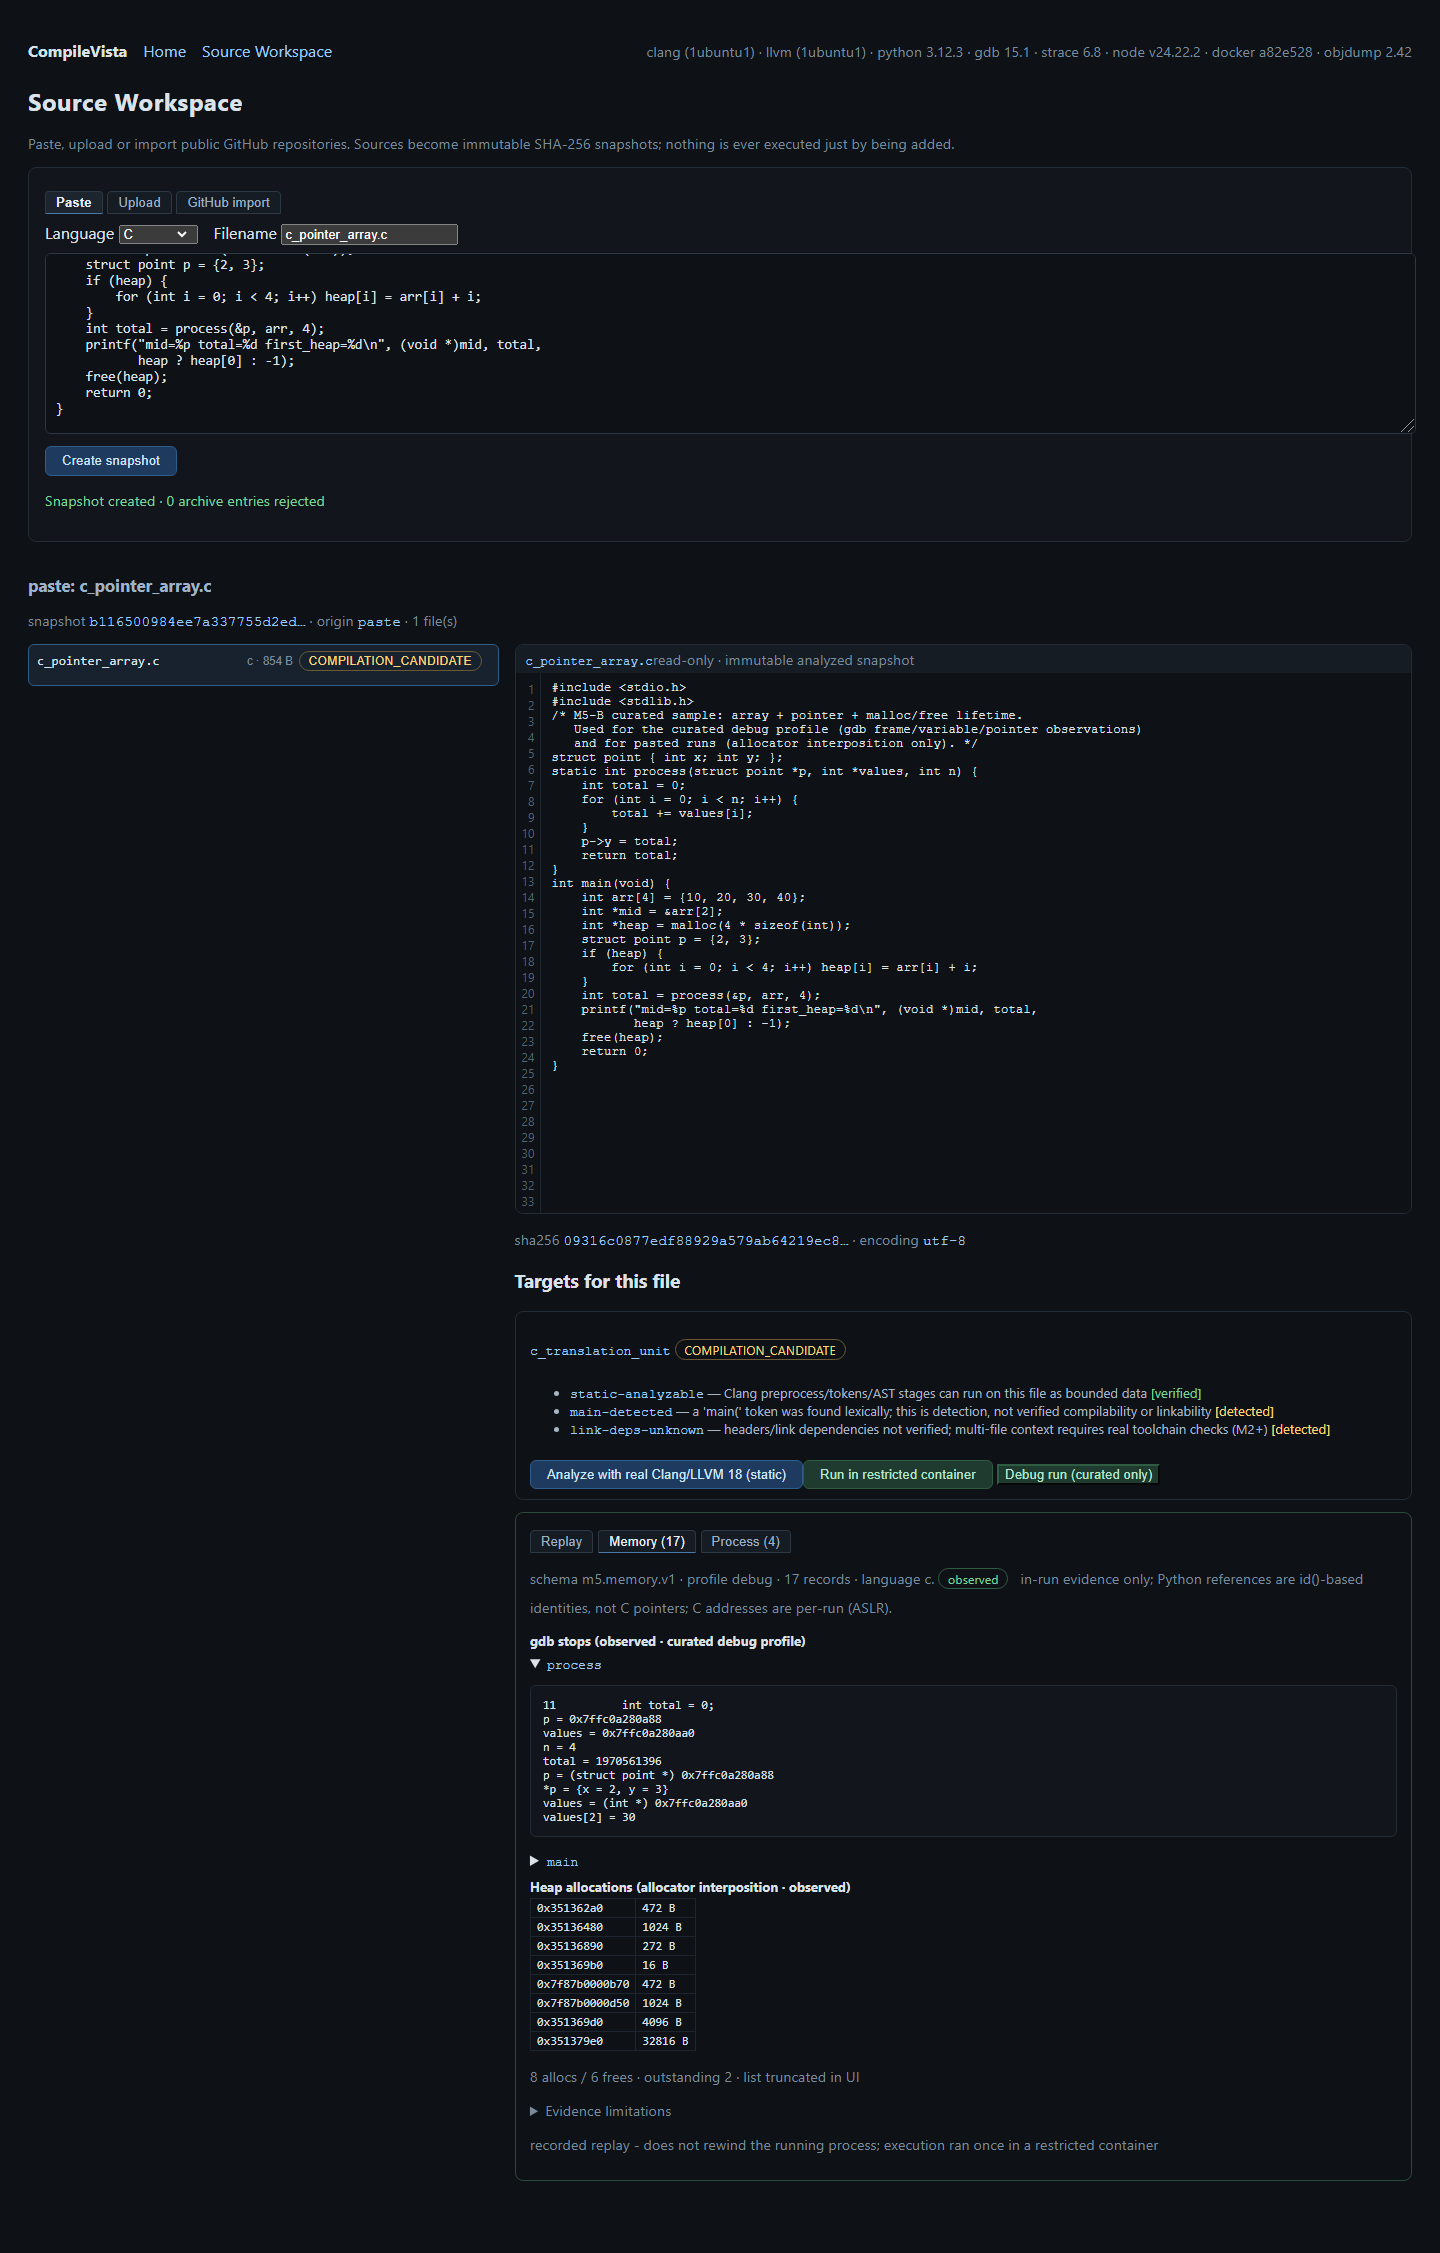 CompileVista Home Source Workspace clang (1ubuntu1) · llvm (1ubuntu1) · python 3.12.3 · gdb 15.1 · strace 6.8 · node v24.22.2 · docker a82e528 · objdump 2.42
Source Workspace
Paste, upload or import public GitHub repositories. Sources become immutable SHA-256 snapshots; nothing is ever executed just by being added.
Paste Upload GitHub import
Language C Filename c_pointer_array.c
struct point p = {2, 3};
if (heap) {
for (int i = 0; i < 4; i++) heap[i] = arr[i] + i;
}
int total = process(&p, arr, 4);
printf("mid=%p total=%d first_heap=%d\n", (void *)mid, total,
heap ? heap[0] : -1);
free(heap);
return 0;
}
Create snapshot
Snapshot created · 0 archive entries rejected
paste: c_pointer_array.c
snapshot b116500984ee7a337755d2ed… · origin paste · 1 file(s)
c_pointer_array.c c · 854 B COMPILATION_CANDIDATE
c_pointer_array.c read-only · immutable analyzed snapshot
1
2
3
4
5
6
7
8
9
10
11
12
13
14
15
16
17
18
19
20
21
22
23
24
25
26
27
28
29
30
31
32
33
#include <stdio.h>
#include <stdlib.h>
/* M5-B curated sample: array + pointer + malloc/free lifetime.
Used for the curated debug profile (gdb frame/variable/pointer observations)
and for pasted runs (allocator interposition only). */
struct point { int x; int y; };
static int process(struct point *p, int *values, int n) {
int total = 0;
for (int i = 0; i < n; i++) {
total += values[i];
}
p->y = total;
return total;
}
int main(void) {
int arr[4] = {10, 20, 30, 40};
int *mid = &arr[2];
int *heap = malloc(4 * sizeof(int));
struct point p = {2, 3};
if (heap) {
for (int i = 0; i < 4; i++) heap[i] = arr[i] + i;
}
int total = process(&p, arr, 4);
printf("mid=%p total=%d first_heap=%d\n", (void *)mid, total,
heap ? heap[0] : -1);
free(heap);
return 0;
}
sha256 09316c0877edf88929a579ab64219ec8… · encoding utf-8
Targets for this file
c_translation_unit COMPILATION_CANDIDATE
• static-analyzable — Clang preprocess/tokens/AST stages can run on this file as bounded data [verified]
• main-detected — a 'main(' token was found lexically; this is detection, not verified compilability or linkability [detected]
• link-deps-unknown — headers/link dependencies not verified; multi-file context requires real toolchain checks (M2+) [detected]
Analyze with real Clang/LLVM 18 (static) Run in restricted container Debug run (curated only)
Replay Memory (17) Process (4)
schema m5.memory.v1 · profile debug · 17 records · language c. observed in-run evidence only; Python references are id()-based
identities, not C pointers; C addresses are per-run (ASLR).
gdb stops (observed · curated debug profile)
▼ process
11 int total = 0;
p = 0x7ffc0a280a88
values = 0x7ffc0a280aa0
n = 4
total = 1970561396
p = (struct point *) 0x7ffc0a280a88
*p = {x = 2, y = 3}
values = (int *) 0x7ffc0a280aa0
values[2] = 30
▶ main
Heap allocations (allocator interposition · observed)
0x351362a0 472 B
0x35136480 1024 B
0x35136890 272 B
0x351369b0 16 B
0x7f87b0000b70 472 B
0x7f87b0000d50 1024 B
0x351369d0 4096 B
0x351379e0 32816 B
8 allocs / 6 frees · outstanding 2 · list truncated in UI
▶ Evidence limitations
recorded replay - does not rewind the running process; execution ran once in a restricted container